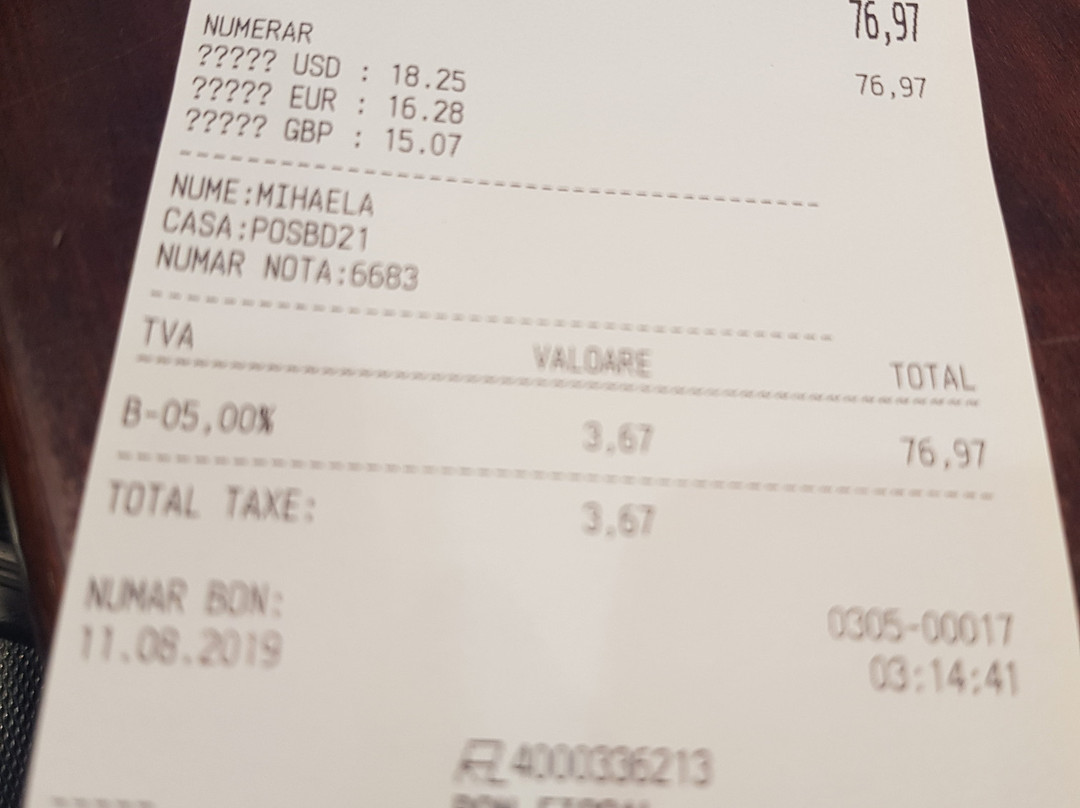 76,97
NUMERAR 76,97
????? USD : 18.25
????? EUR : 16.28
????? GBP : 15.07
--------------------------------------------
NUME:MIHAELA
CASA:POSBD21
NUMAR NOTA:6683
--------------------------------------------
TVA VALOARE TOTAL
B-05,00% 3,67 76,97
TOTAL TAXE: 3,67
NUMAR BON: 0305-00017
11.08.2019 03:14:41
4000336213
BON FISCAL